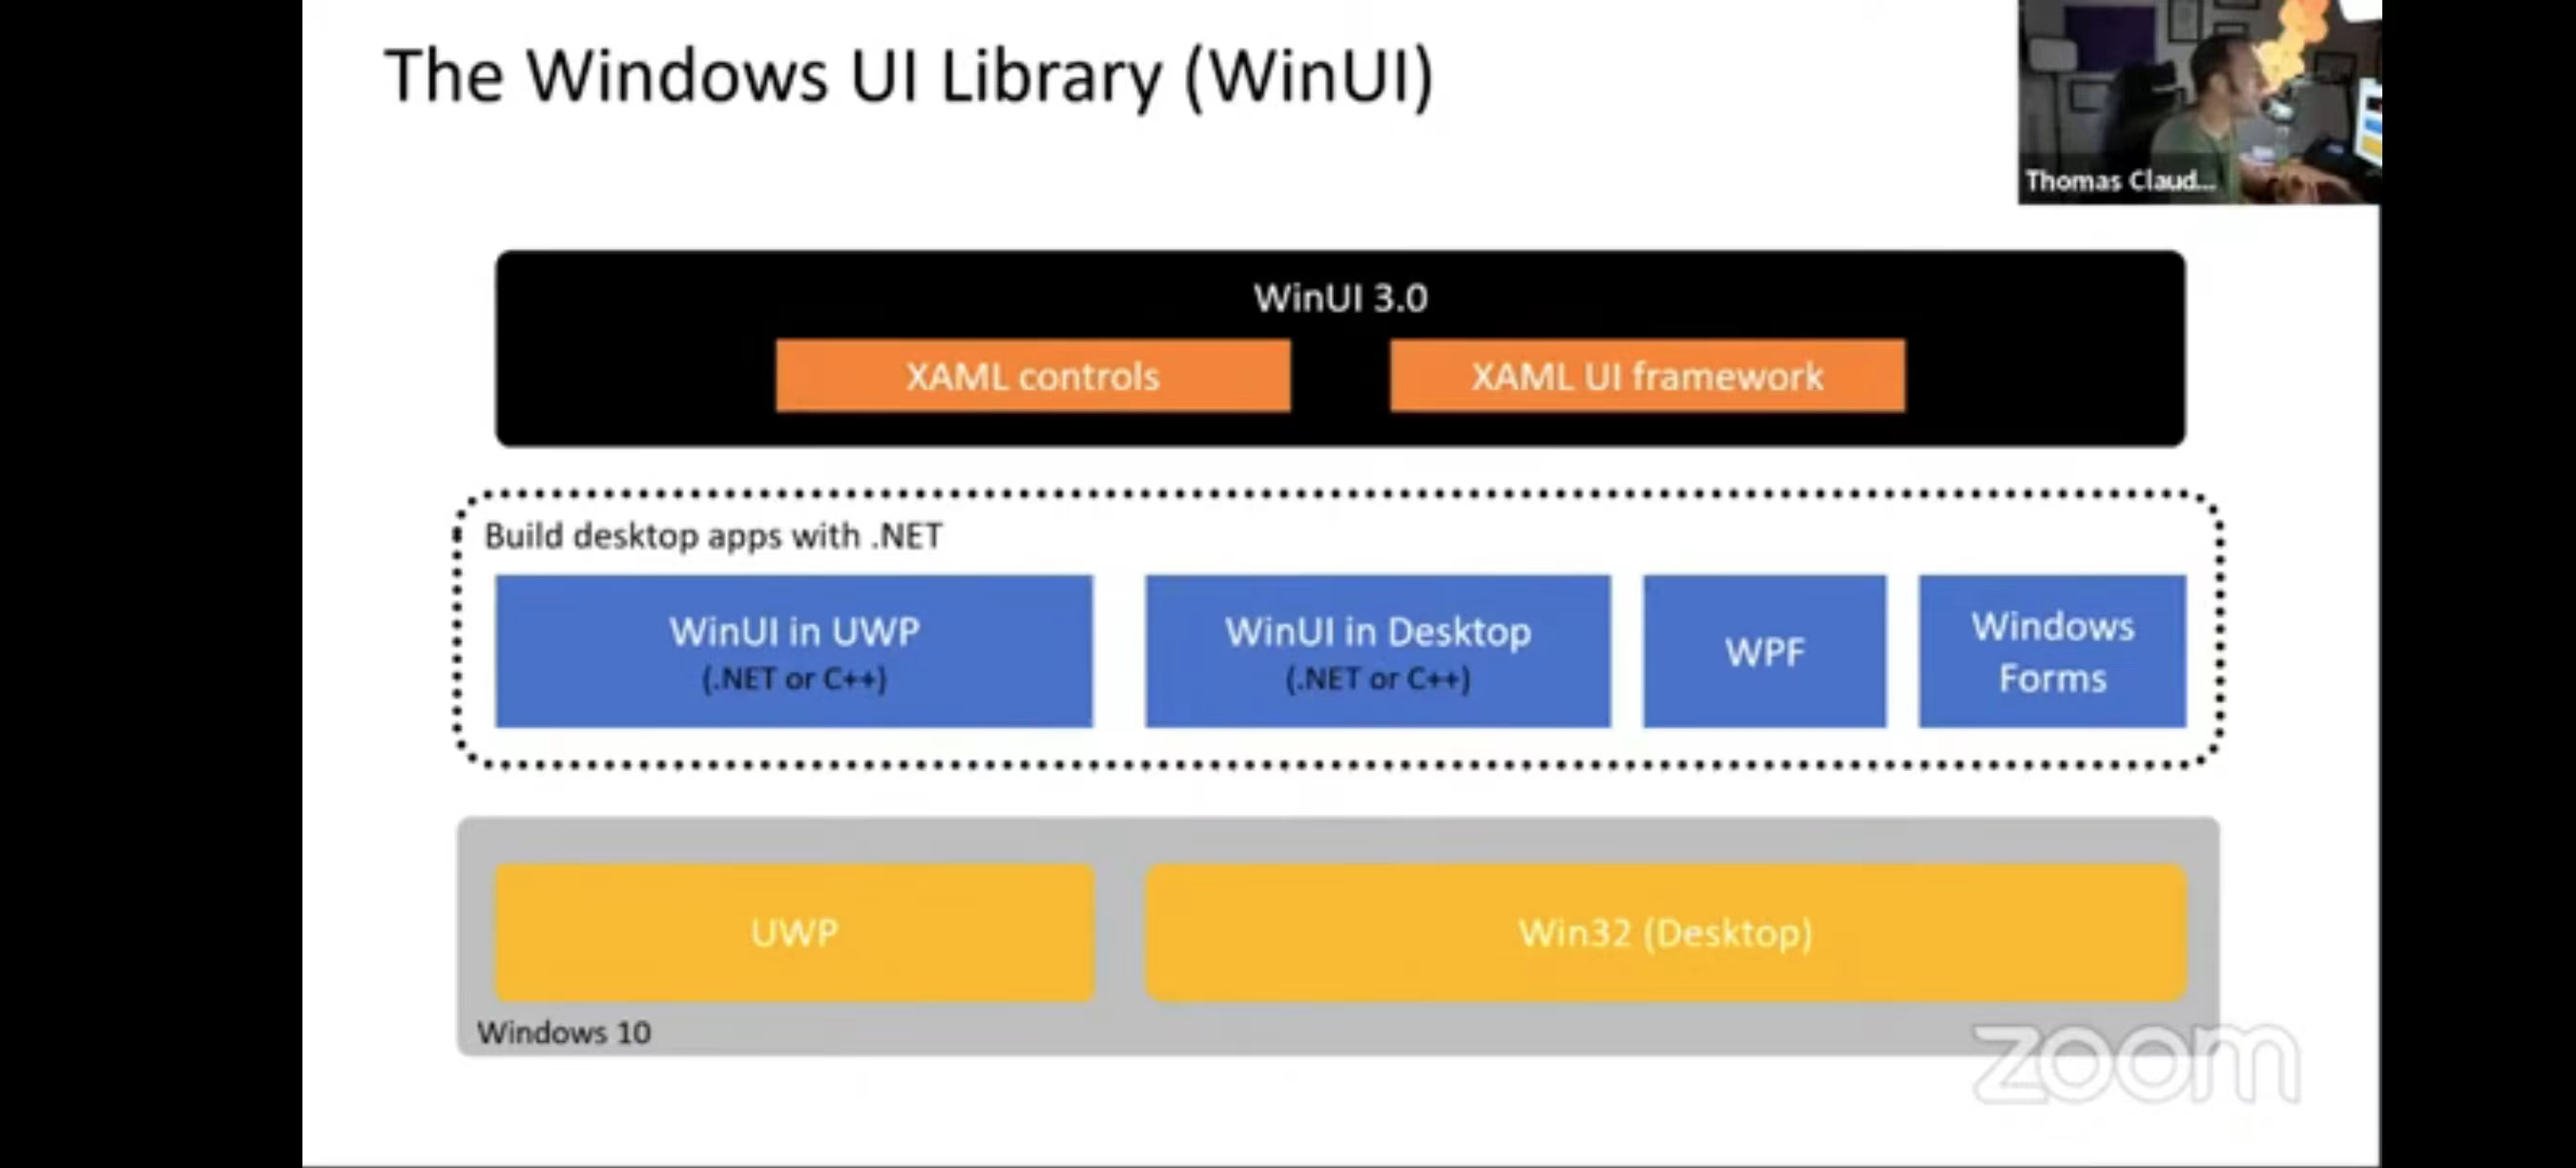 The Windows UI Library (WinUI)
Thomas Claud...
WinUI 3.0
XAML controls
XAML UI framework
Build desktop apps with .NET
WinUI in UWP
(.NET or C++)
WinUI in Desktop
(.NET or C++)
WPF
Windows
Forms
UWP
Win32 (Desktop)
Windows 10
zoom